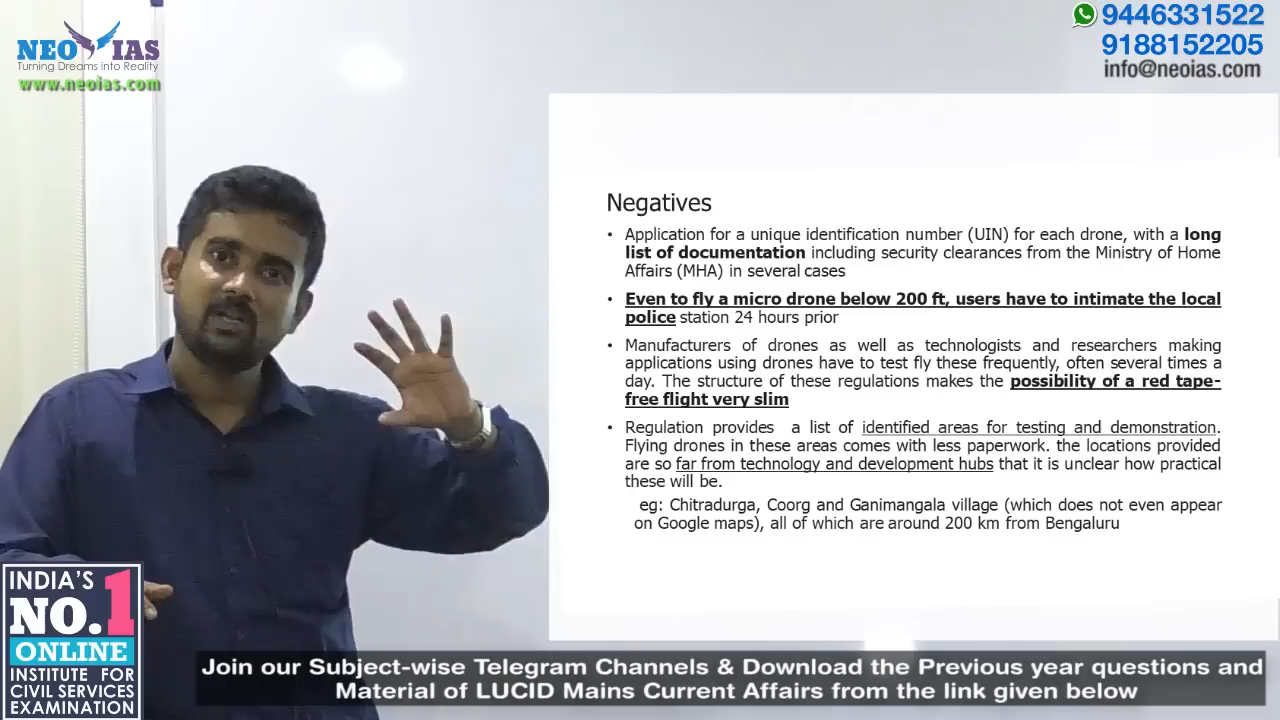 NEO IAS
Turning Dreams into Reality
www.neoias.com
9446331522
9188152205
info@neoias.com
Negatives
• Application for a unique identification number (UIN) for each drone, with a long
list of documentation including security clearances from the Ministry of Home
Affairs (MHA) in several cases
• Even to fly a micro drone below 200 ft, users have to intimate the local
police station 24 hours prior
• Manufacturers of drones as well as technologists and researchers making
applications using drones have to test fly these frequently, often several times a
day. The structure of these regulations makes the possibility of a red tape-
free flight very slim
• Regulation provides a list of identified areas for testing and demonstration.
Flying drones in these areas comes with less paperwork. the locations provided
are so far from technology and development hubs that it is unclear how practical
these will be.
eg: Chitradurga, Coorg and Ganimangala village (which does not even appear
on Google maps), all of which are around 200 km from Bengaluru
INDIA'S
NO.1
ONLINE
INSTITUTE FOR
CIVIL SERVICES
EXAMINATION
Join our Subject-wise Telegram Channels & Download the Previous year questions and
Material of LUCID Mains Current Affairs from the link given below